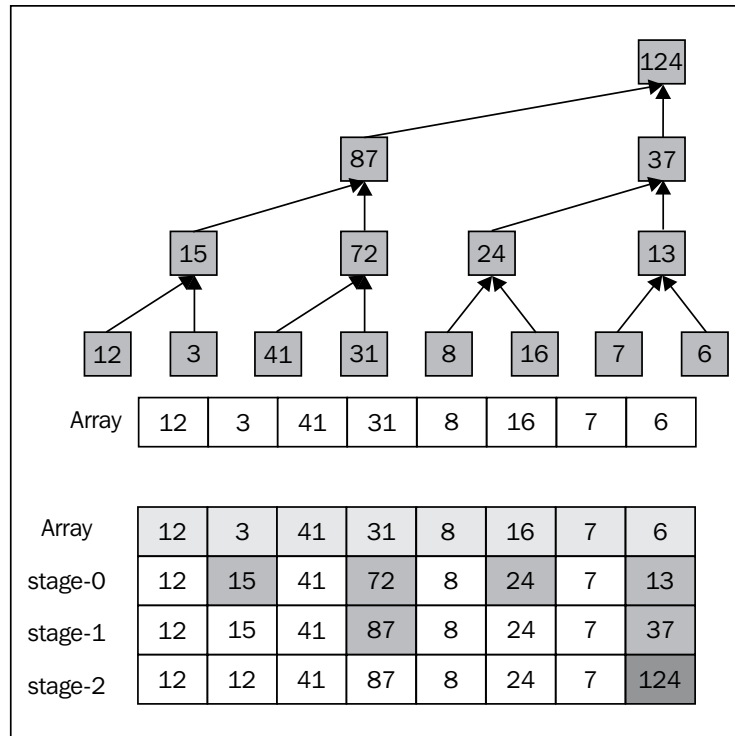 124
87 37
15 72 24 13
12 3 41 31 8 16 7 6
Array 12 3 41 31 8 16 7 6
Array 12 3 41 31 8 16 7 6
stage-0 12 15 41 72 8 24 7 13
stage-1 12 15 41 87 8 24 7 37
stage-2 12 12 41 87 8 24 7 124